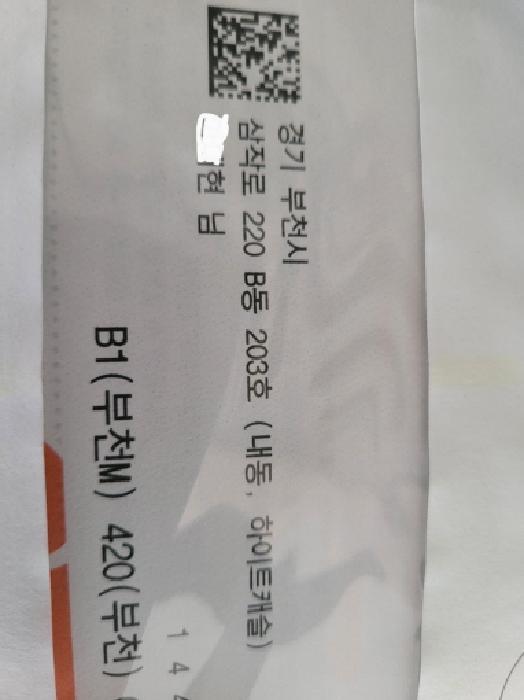 경기 부천시
삼작로 220 B동 203호 (내동, 하이트캐슬)
현 님
1 4
B1(부천M) 420(부천)